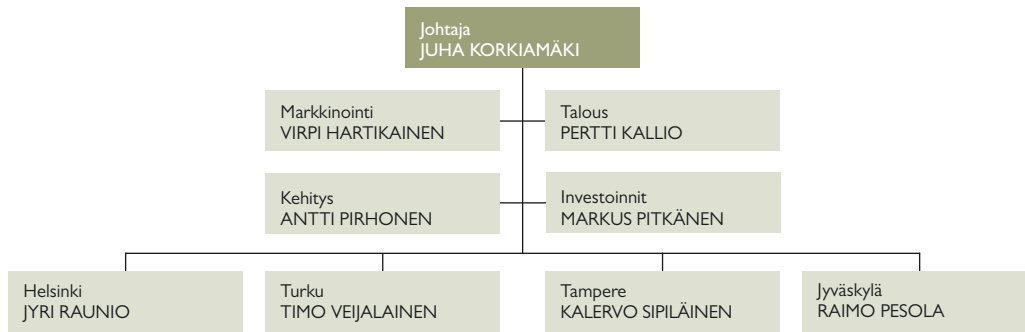 Johtaja
JUHA KORKIAMÄKI
Markkinointi
VIRPI HARTIKAINEN
Talous
PERTTI KALLIO
Kehitys
ANTTI PIRHONEN
Investoinnit
MARKUS PITKÄNEN
Helsinki
JYRI RAUNIO
Turku
TIMO VEIJALAINEN
Tampere
KALERVO SIPILÄINEN
Jyväskylä
RAIMO PESOLA